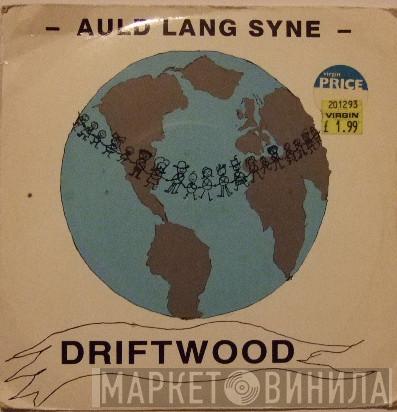 - AULD LANG SYNE -
virgin
PRICE
201293
VIRGIN
£ 1.99
DRIFTWOOD
МАРКЕТ ВИНИЛА